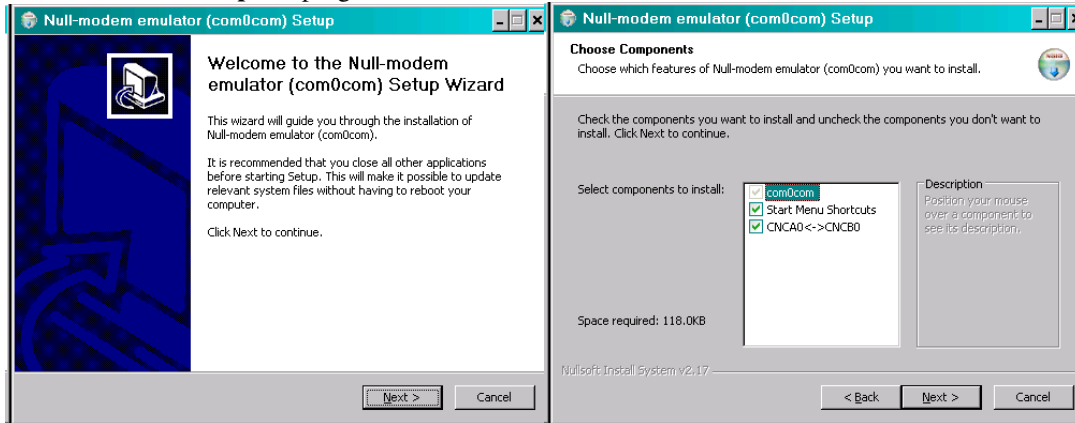 Null-modem emulator (com0com) Setup
Welcome to the Null-modem
emulator (com0com) Setup Wizard
This wizard will guide you through the installation of
Null-modem emulator (com0com).
It is recommended that you close all other applications
before starting Setup. This will make it possible to update
relevant system files without having to reboot your
computer.
Click Next to continue.
Next >
Cancel
Null-modem emulator (com0com) Setup
Choose Components
Choose which features of Null-modem emulator (com0com) you want to install.
Check the components you want to install and uncheck the components you don't want to
install. Click Next to continue.
Select components to install:
com0com
Start Menu Shortcuts
CNCA0<->CNCB0
Description
Position your mouse
over a component to
see its description.
Space required: 118.0KB
Nullsoft Install System v2.17
< Back
Next >
Cancel